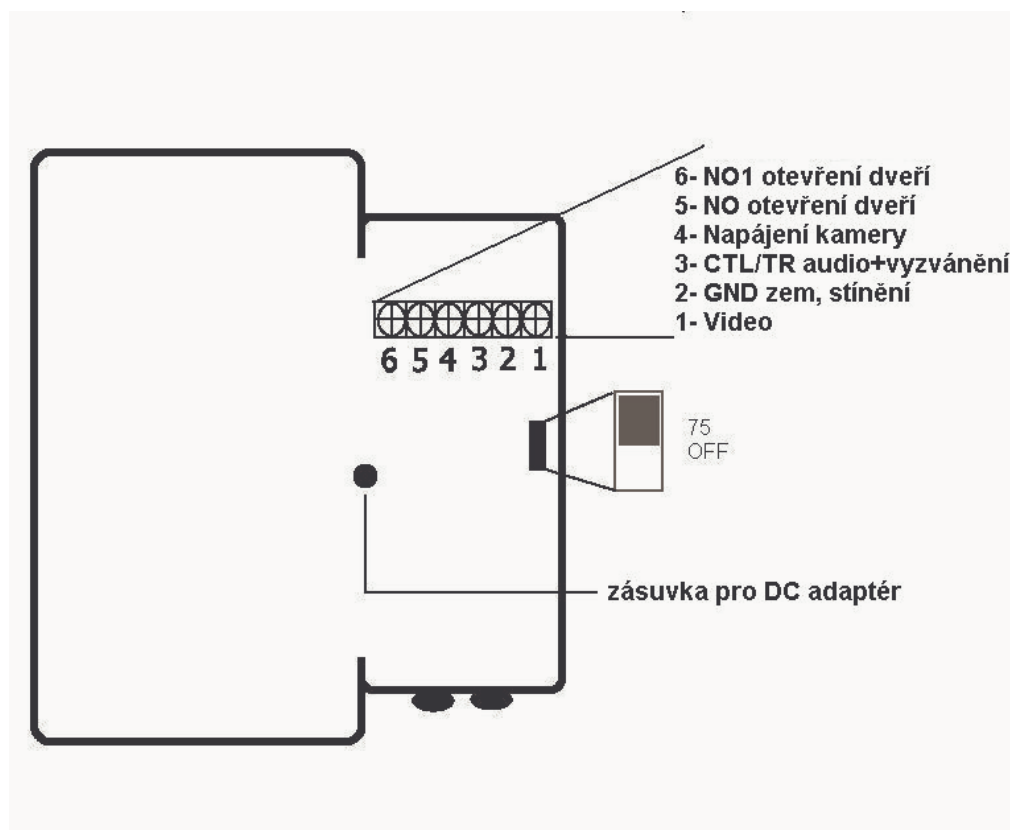 6- NO1 otevření dveří
5- NO otevření dveří
4- Napájení kamery
3- CTL/TR audio+vyzvánění
2- GND zem, stínění
1- Video
6 5 4 3 2 1
75
OFF
zásuvka pro DC adaptér